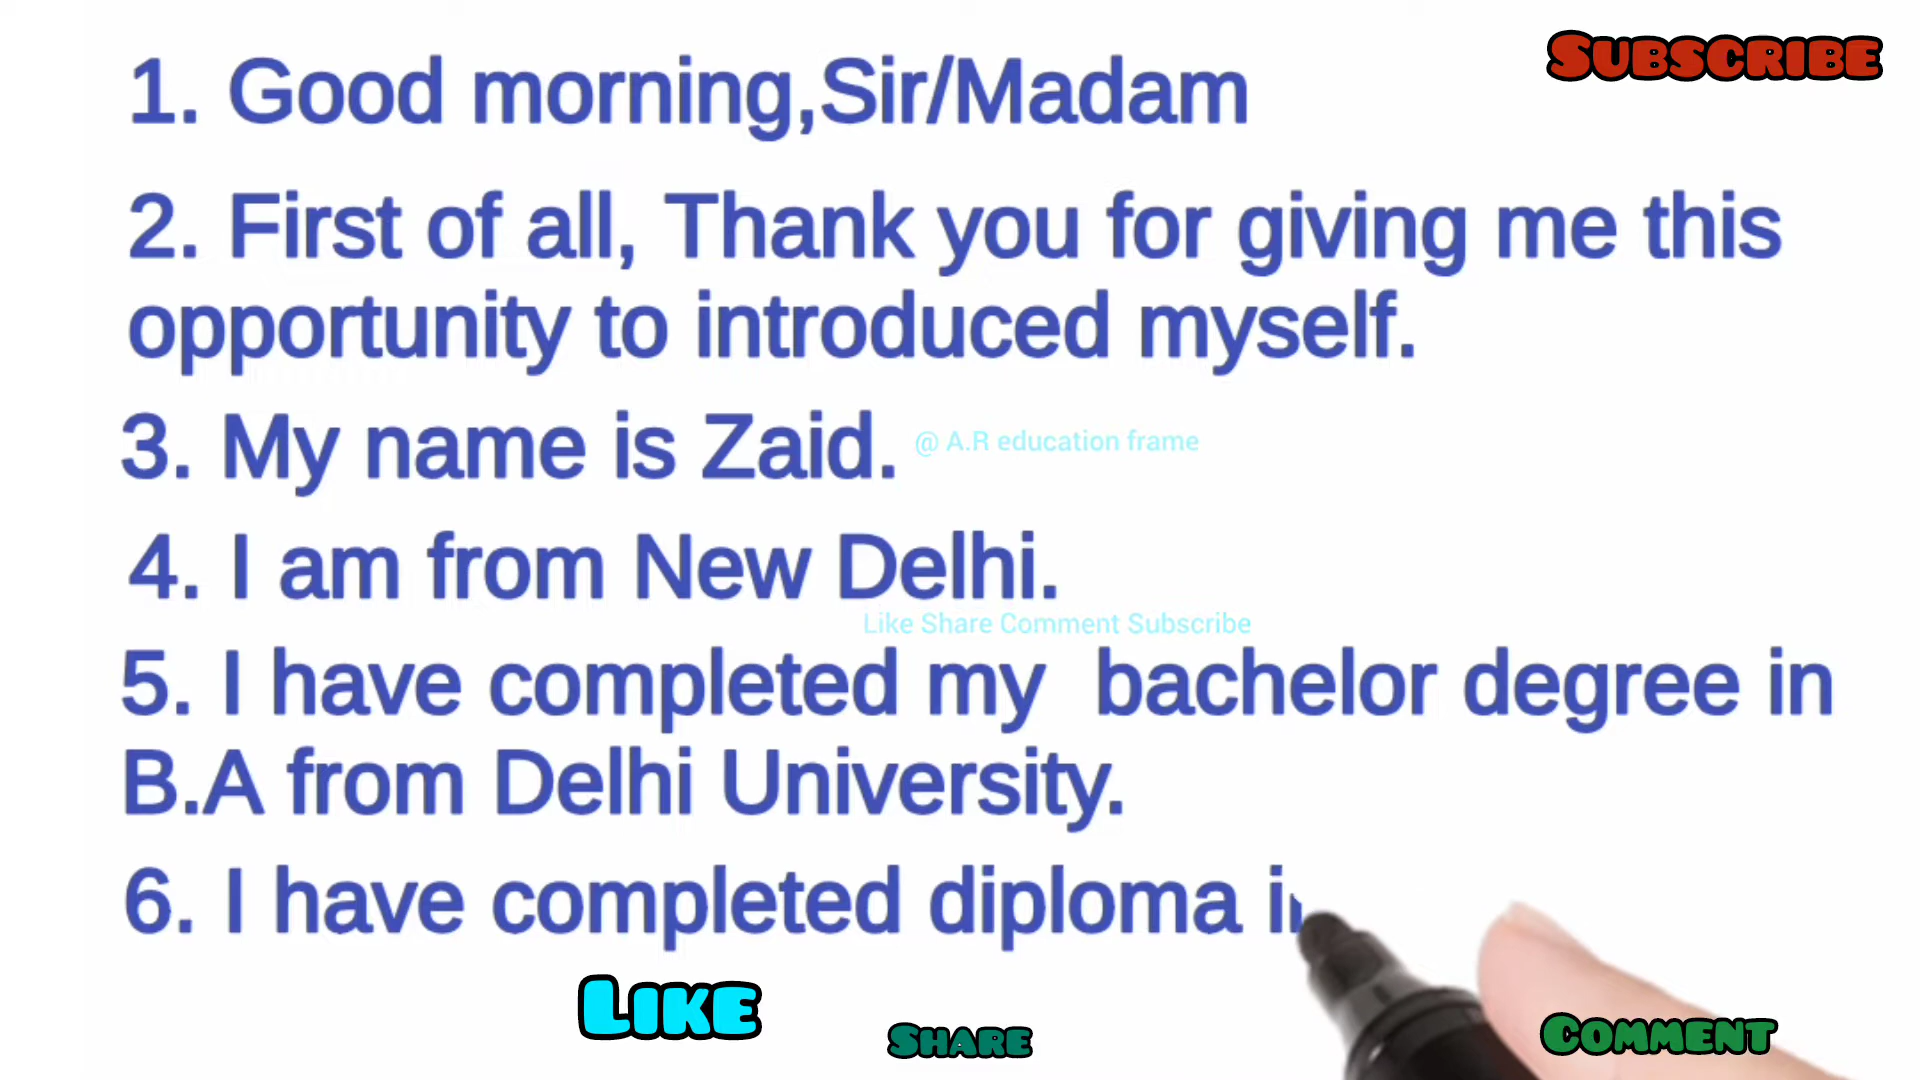 SUBSCRIBE
1. Good morning,Sir/Madam
2. First of all, Thank you for giving me this
opportunity to introduced myself.
3. My name is Zaid.
@ A.R education frame
4. I am from New Delhi.
Like Share Comment Subscribe
5. I have completed my  bachelor degree in
B.A from Delhi University.
6. I have completed diploma
LIKE
SHARE
COMMENT